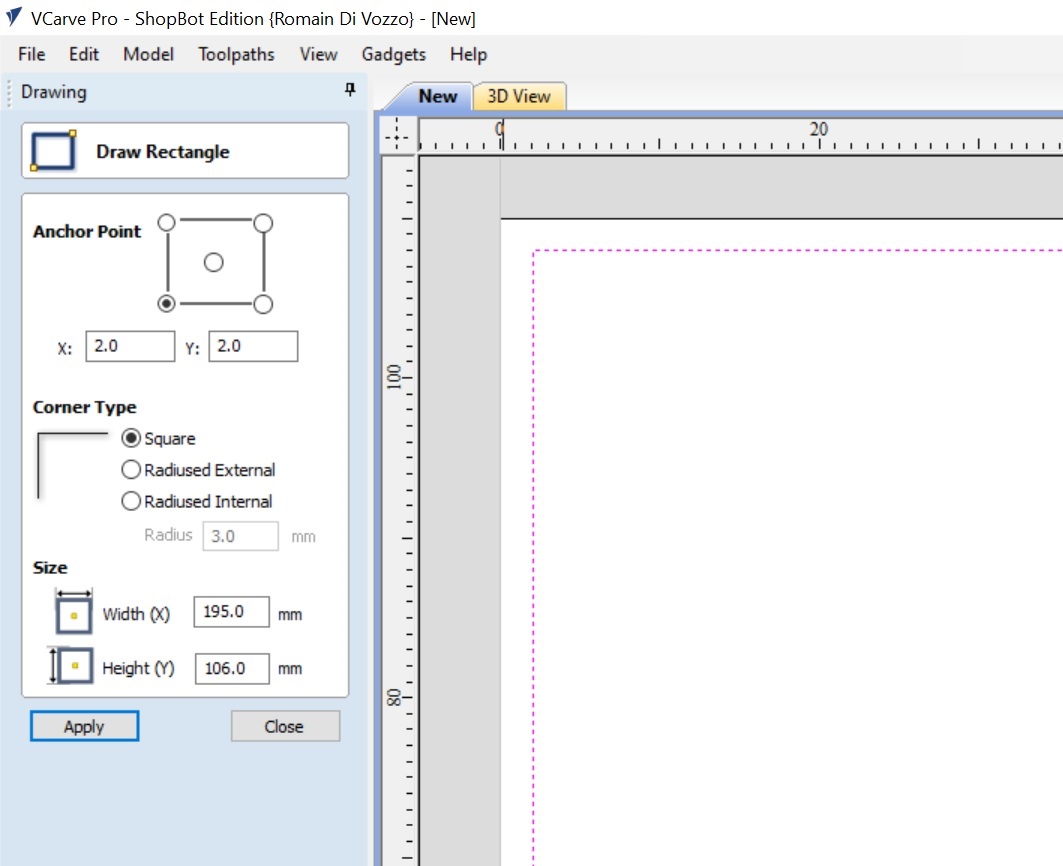 VCarve Pro - ShopBot Edition {Romain Di Vozzo} - [New]
File Edit Model Toolpaths View Gadgets Help
Drawing
New 3D View
Draw Rectangle
0 20
Anchor Point
X: 2.0 Y: 2.0
100
Corner Type
Square
Radiused External
Radiused Internal
Radius 3.0 mm
Size
Width (X) 195.0 mm
Height (Y) 106.0 mm
80
Apply Close